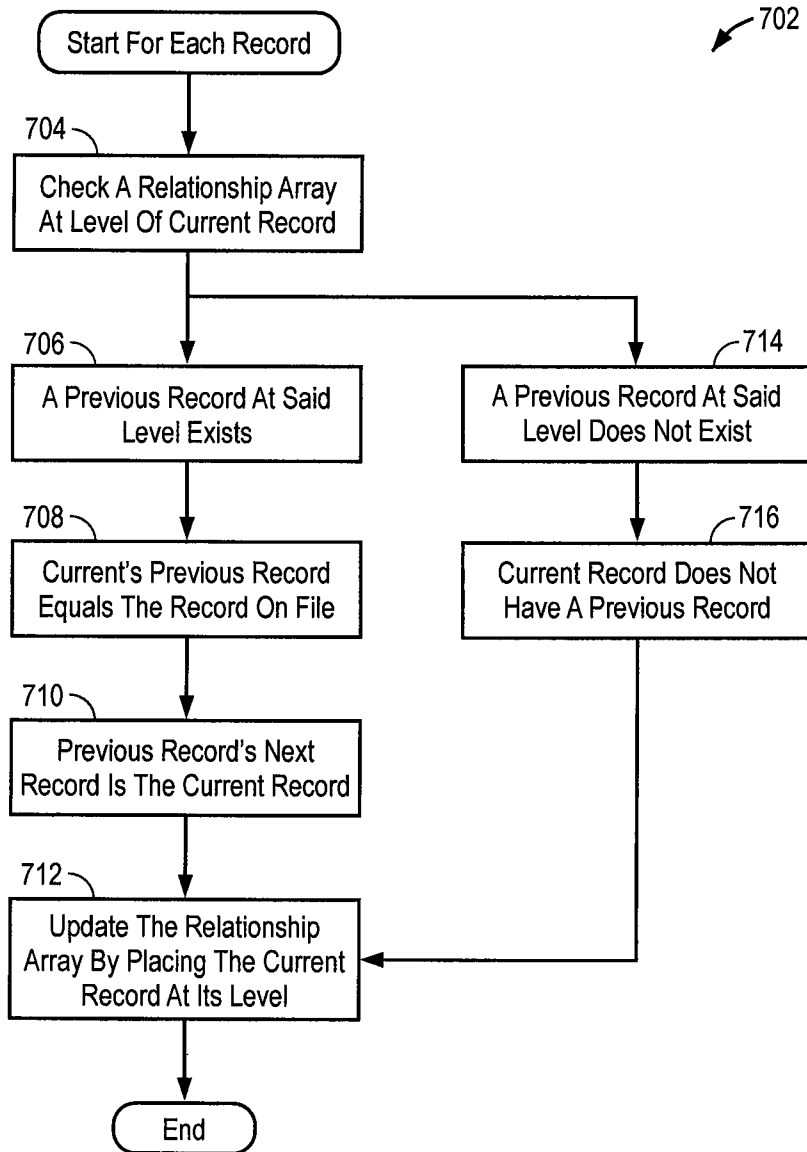 Start For Each Record
702
704
Check A Relationship Array
At Level Of Current Record
706
A Previous Record At Said
Level Exists
714
A Previous Record At Said
Level Does Not Exist
708
Current's Previous Record
Equals The Record On File
716
Current Record Does Not
Have A Previous Record
710
Previous Record's Next
Record Is The Current Record
712
Update The Relationship
Array By Placing The Current
Record At Its Level
End